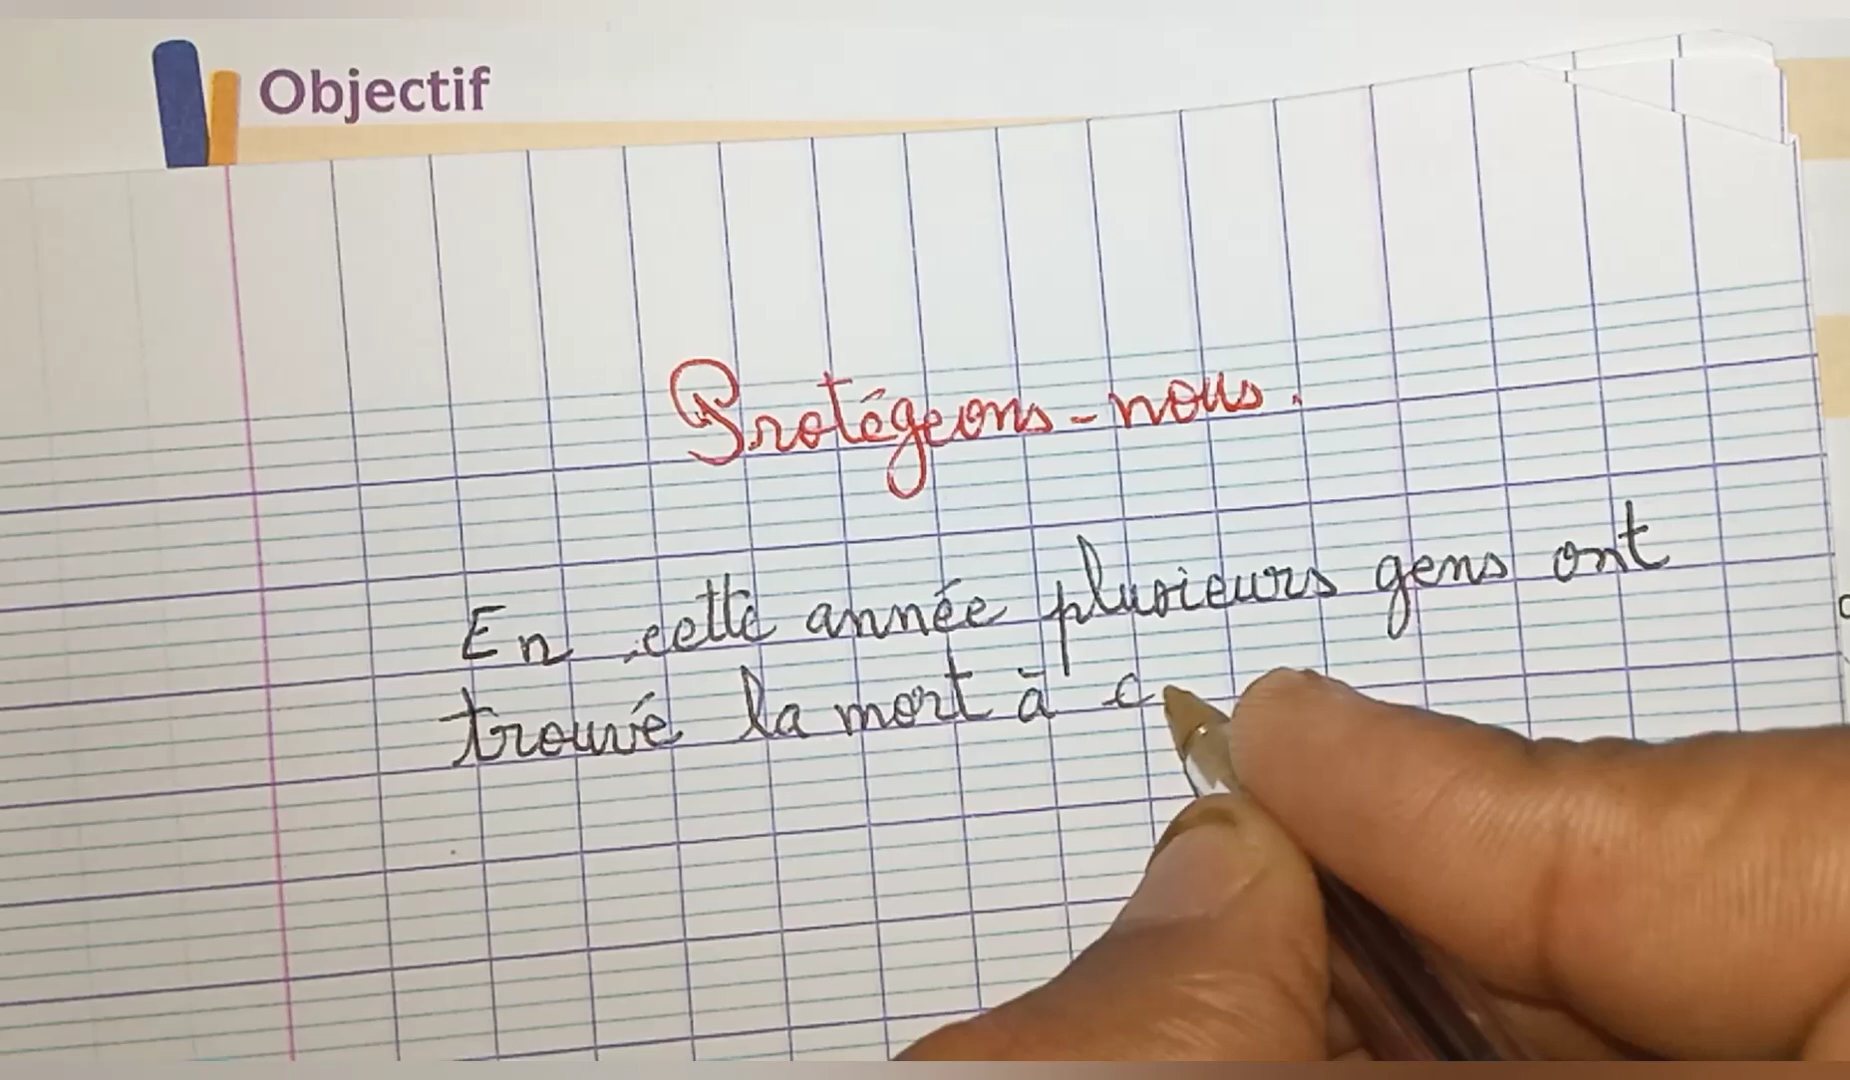 Objectif
Protégeons-nous.
En cette année plusieurs gens ont
trouvé la mort à c